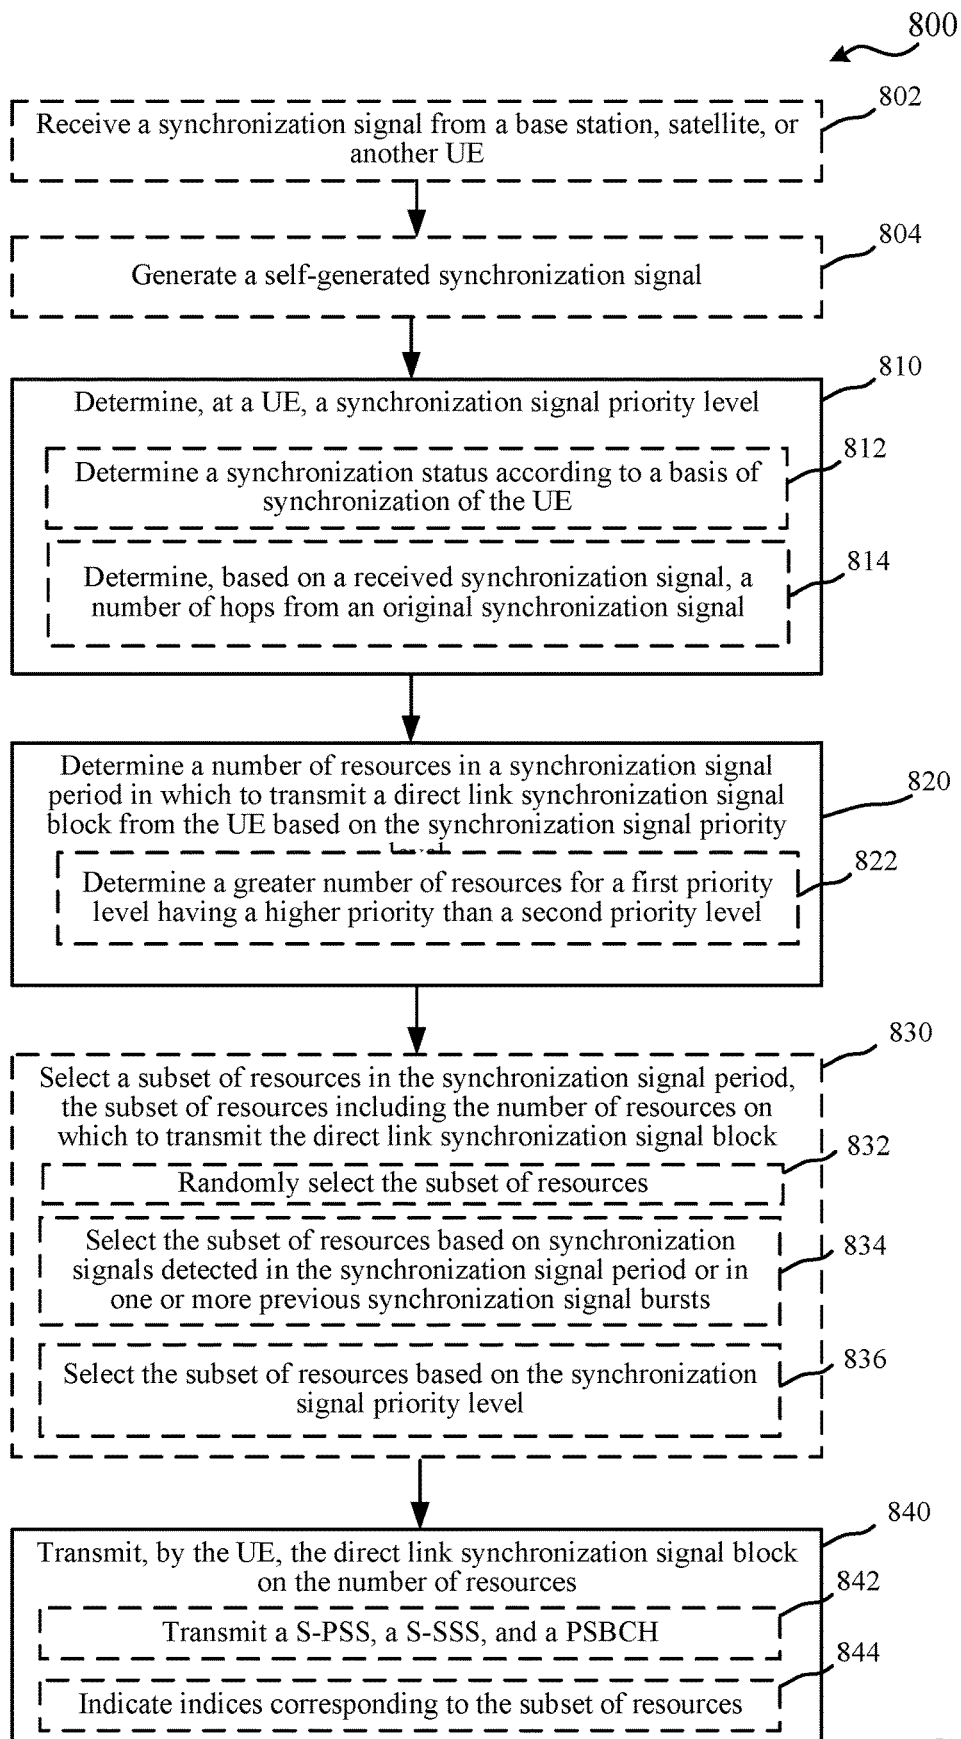 800
802
Receive a synchronization signal from a base station, satellite, or
another UE
804
Generate a self-generated synchronization signal
810
Determine, at a UE, a synchronization signal priority level
812
Determine a synchronization status according to a basis of
synchronization of the UE
814
Determine, based on a received synchronization signal, a
number of hops from an original synchronization signal
Determine a number of resources in a synchronization signal
period in which to transmit a direct link synchronization signal
820
block from the UE based on the synchronization signal priority
level
822
Determine a greater number of resources for a first priority
level having a higher priority than a second priority level
830
Select a subset of resources in the synchronization signal period,
the subset of resources including the number of resources on
which to transmit the direct link synchronization signal block
832
Randomly select the subset of resources
834
Select the subset of resources based on synchronization
signals detected in the synchronization signal period or in
one or more previous synchronization signal bursts
836
Select the subset of resources based on the synchronization
signal priority level
840
Transmit, by the UE, the direct link synchronization signal block
on the number of resources
842
Transmit a S-PSS, a S-SSS, and a PSBCH
844
Indicate indices corresponding to the subset of resources